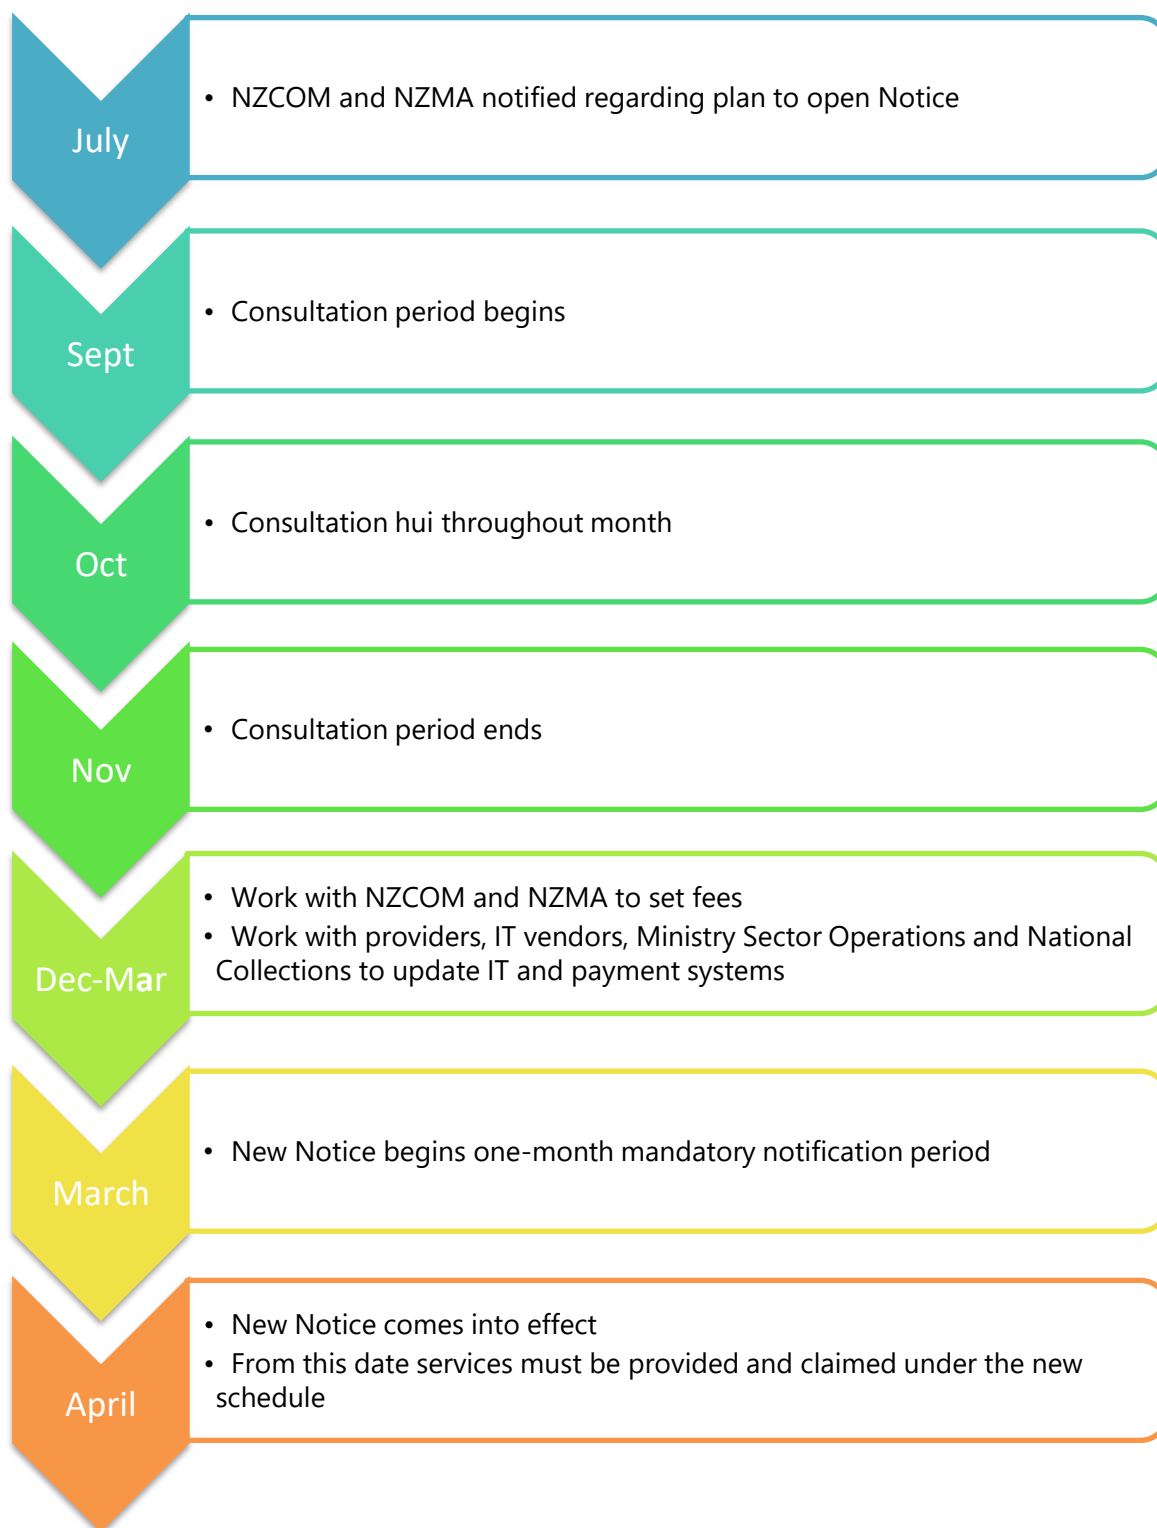 July
• NZCOM and NZMA notified regarding plan to open Notice
Sept
• Consultation period begins
Oct
• Consultation hui throughout month
Nov
• Consultation period ends
Dec-Mar
• Work with NZCOM and NZMA to set fees
• Work with providers, IT vendors, Ministry Sector Operations and National
Collections to update IT and payment systems
March
• New Notice begins one-month mandatory notification period
April
• New Notice comes into effect
• From this date services must be provided and claimed under the new
schedule